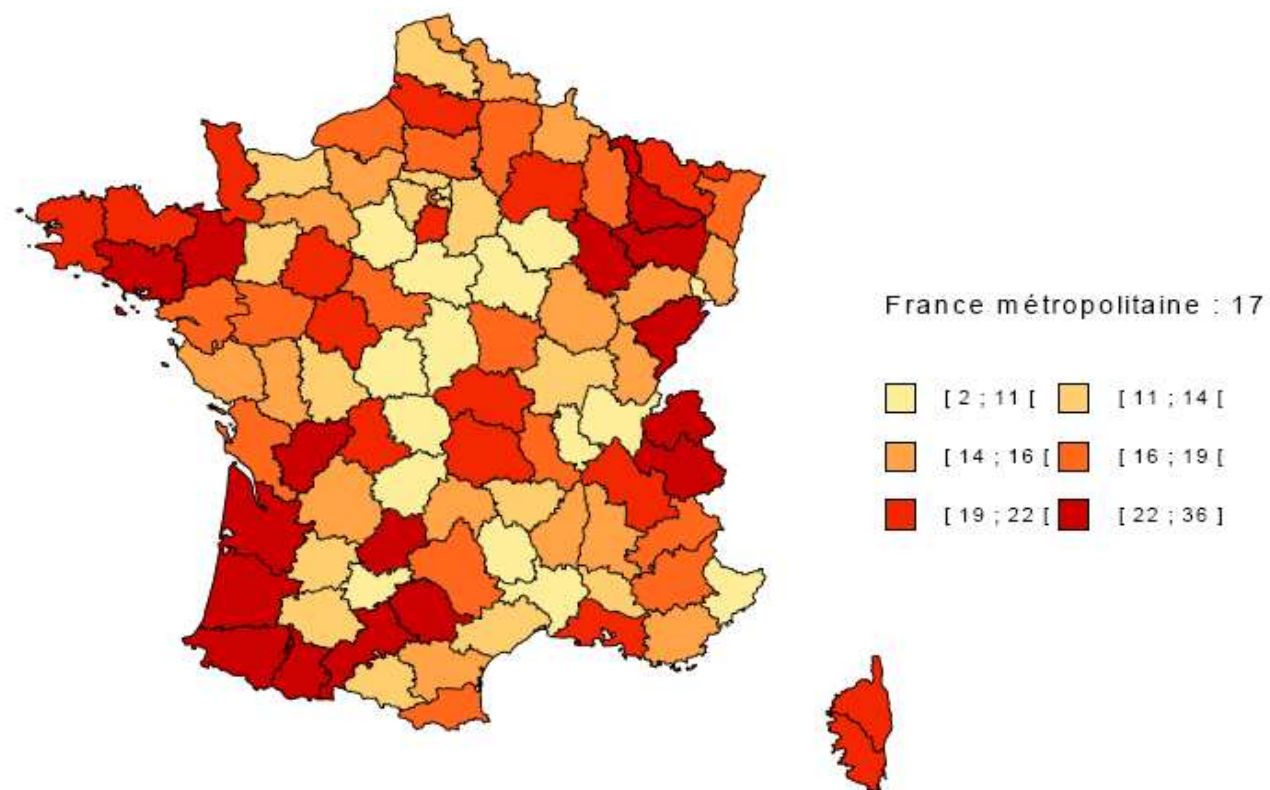 France métropolitaine : 17
[ 2 ; 11 [ [ 11 ; 14 [
[ 14 ; 16 [ [ 16 ; 19 [
[ 19 ; 22 [ [ 22 ; 36 ]